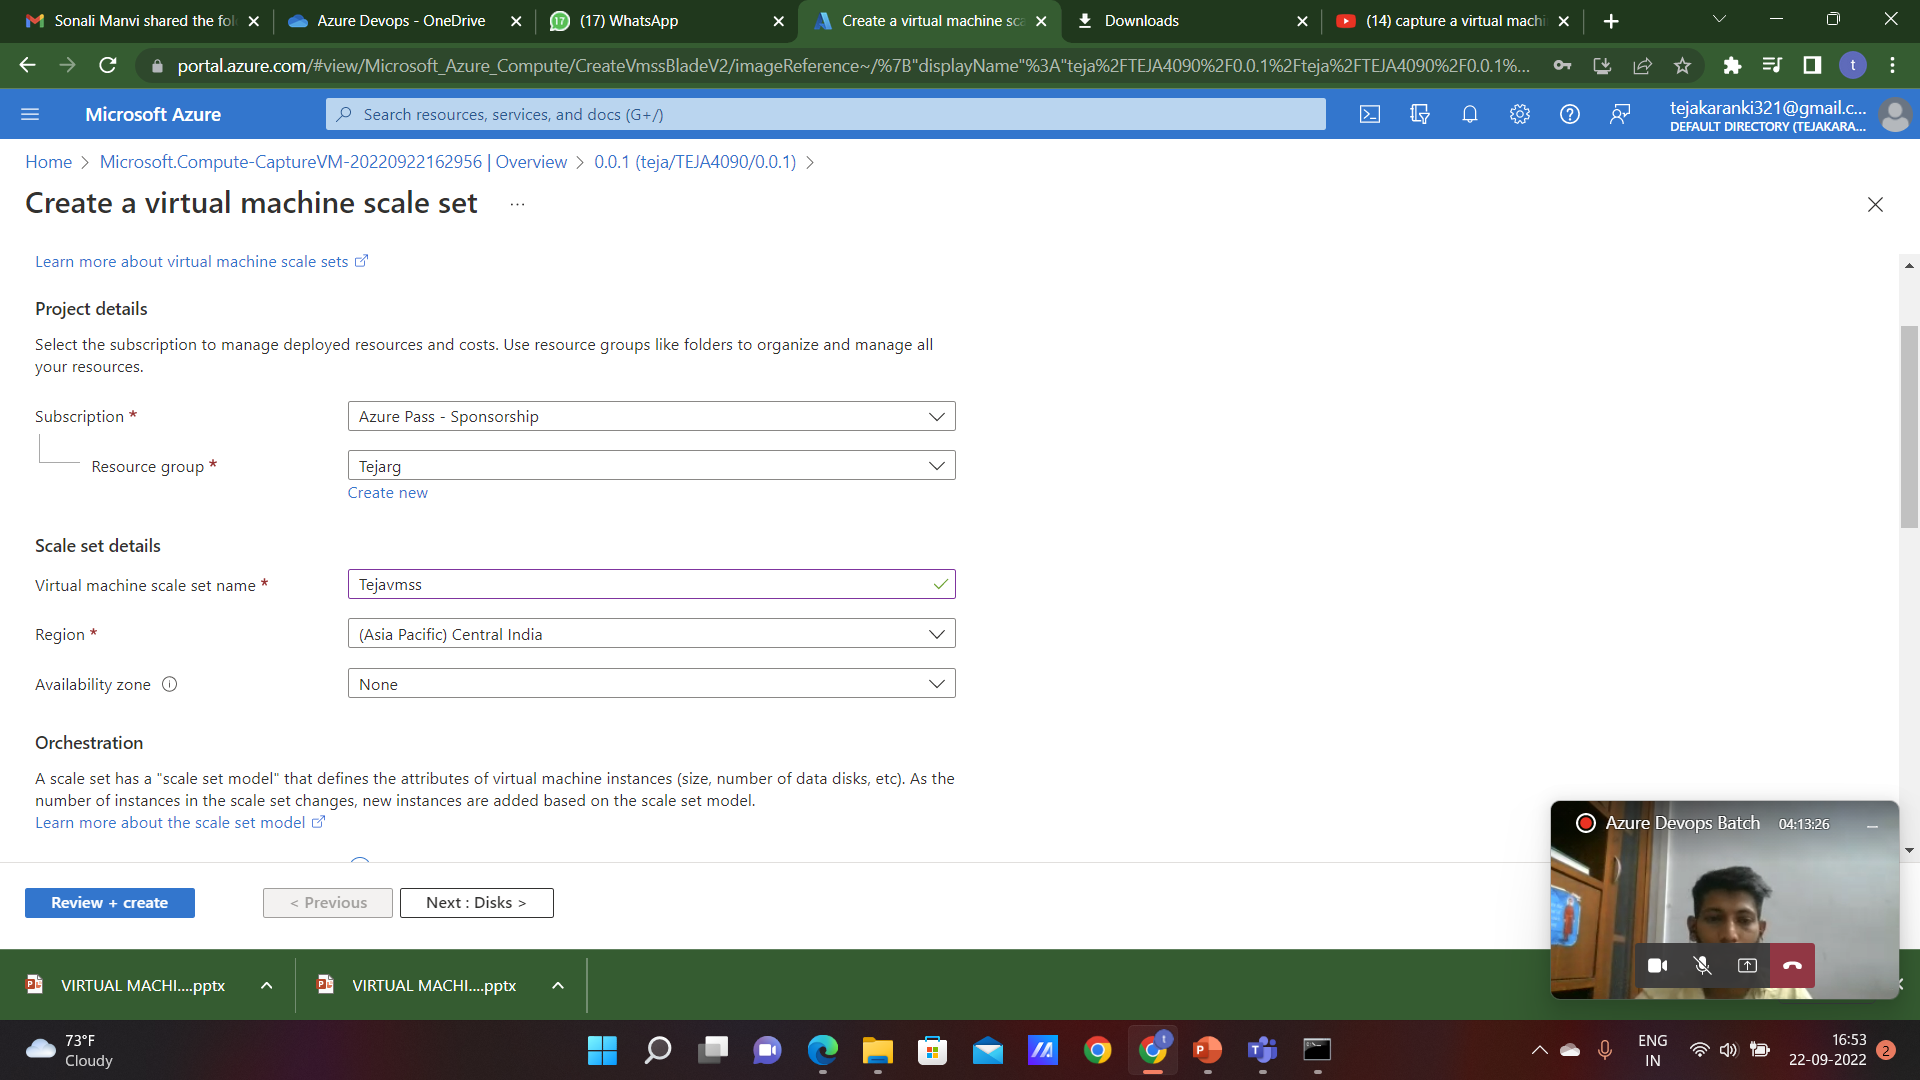 Sonali Manvi shared the fol
Azure Devops - OneDrive
(17) WhatsApp
Create a virtual machine sca
Downloads
(14) capture a virtual machi
portal.azure.com/#view/Microsoft_Azure_Compute/CreateVmssBladeV2/imageReference~/%7B"displayName"%3A"teja%2FTEJA4090%2F0.0.1%2Fteja%2FTEJA4090%2F0.0.1%...
t
Microsoft Azure
Search resources, services, and docs (G+/)
tejakaranki321@gmail.c...
DEFAULT DIRECTORY (TEJAKARA...
Home > Microsoft.Compute-CaptureVM-20220922162956 | Overview > 0.0.1 (teja/TEJA4090/0.0.1) >
Create a virtual machine scale set ...
Learn more about virtual machine scale sets
Project details
Select the subscription to manage deployed resources and costs. Use resource groups like folders to organize and manage all
your resources.
Subscription *
Azure Pass - Sponsorship
Resource group *
Tejarg
Create new
Scale set details
Virtual machine scale set name *
Tejavmss
Region *
(Asia Pacific) Central India
Availability zone
None
Orchestration
A scale set has a "scale set model" that defines the attributes of virtual machine instances (size, number of data disks, etc). As the
number of instances in the scale set changes, new instances are added based on the scale set model.
Learn more about the scale set model
Azure Devops Batch 04:13:26
Review + create
< Previous
Next : Disks >
VIRTUAL MACHI....pptx
VIRTUAL MACHI....pptx
73°F
Cloudy
ENG
IN
16:53
22-09-2022
2